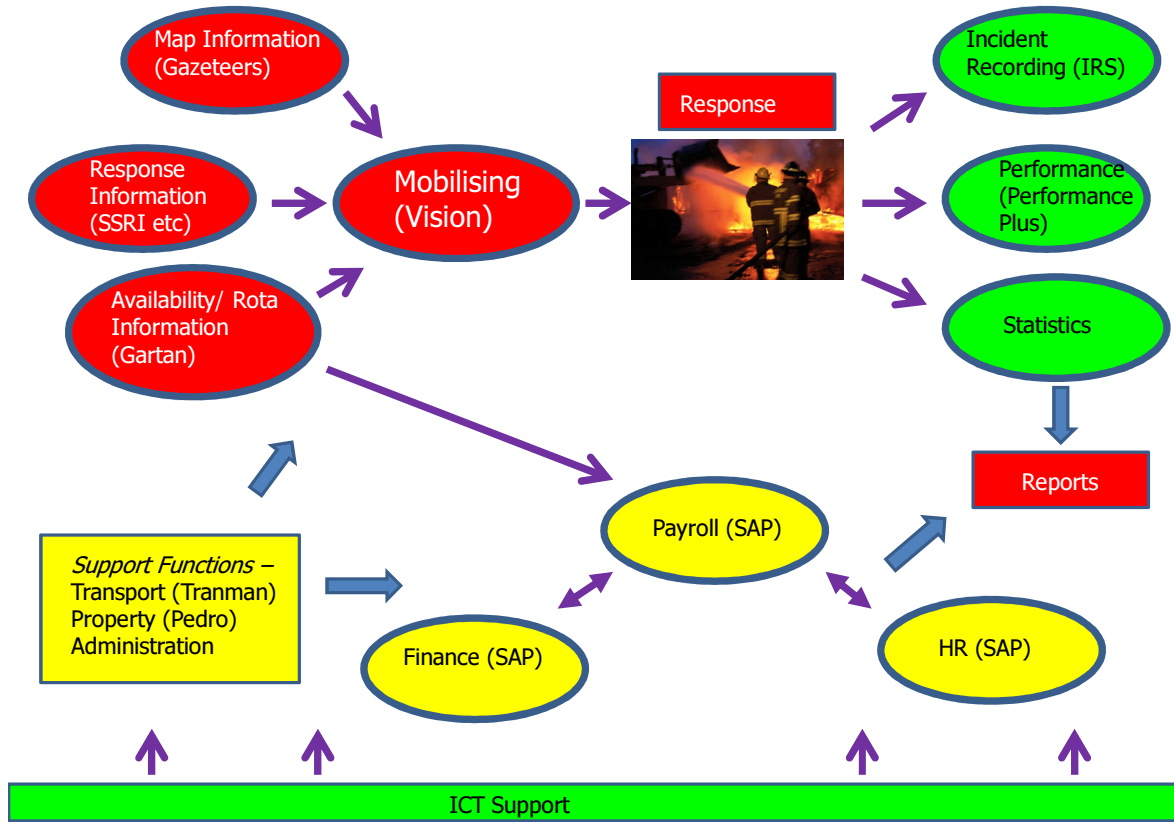 Map Information
(Gazeteers)
Incident
Recording (IRS)
Response
Response
Information
(SSRI etc)
Mobilising
(Vision)
Performance
(Performance
Plus)
Availability/ Rota
Information
(Gartan)
Statistics
Reports
Payroll (SAP)
Support Functions –
Transport (Tranman)
Property (Pedro)
Administration
Finance (SAP)
HR (SAP)
ICT Support